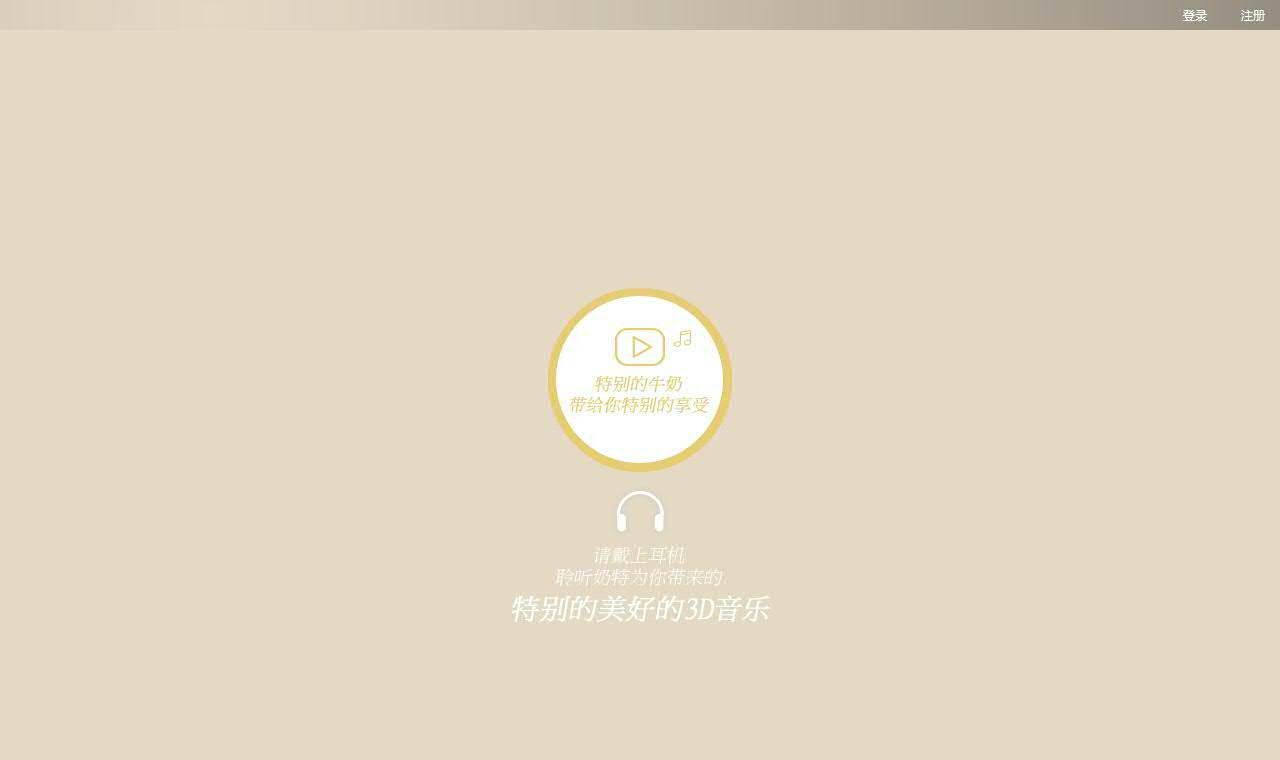 登录 注册
特别的牛奶
带给你特别的享受
请戴上耳机
聆听奶特为你带来的
特别的美好的3D音乐